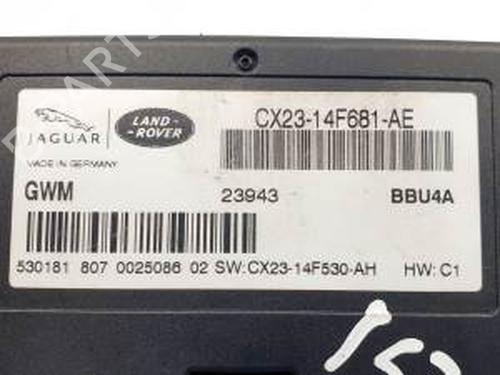 JAGUAR
LAND-
ROVER
CX23-14F681-AE
MADE IN GERMANY
GWM 23943 BBU4A
530181 807 0025086 02 SW:CX23-14F530-AH HW: C1